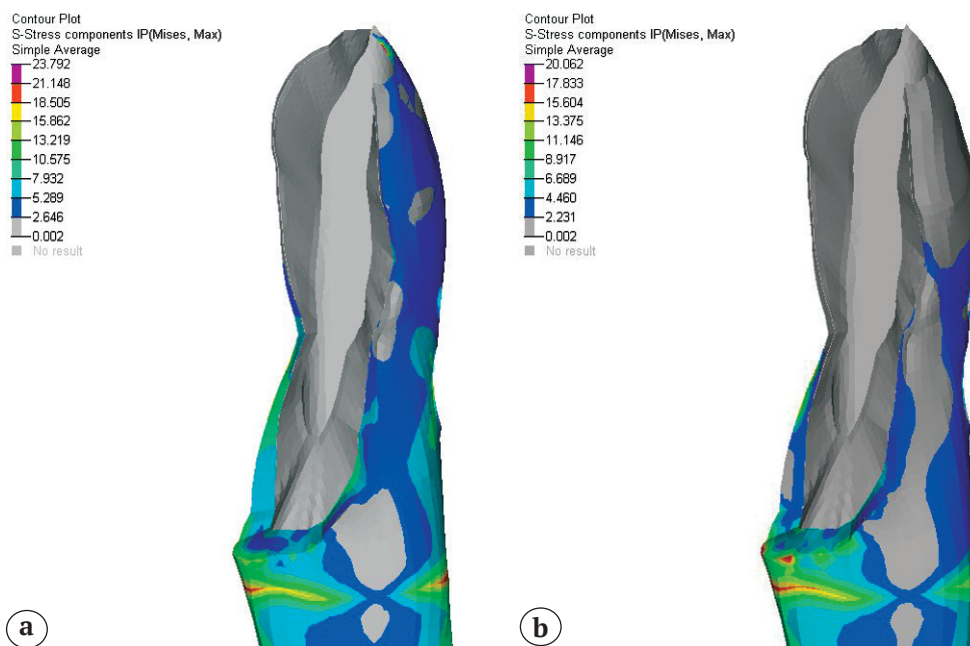 Contour Plot
S-Stress components IP(Mises, Max)
Simple Average
23.792
21.148
18.505
15.862
13.219
10.575
7.932
5.289
2.646
0.002
No result
a
Contour Plot
S-Stress components IP(Mises, Max)
Simple Average
20.062
17.833
15.604
13.375
11.146
8.917
6.689
4.460
2.231
0.002
No result
b